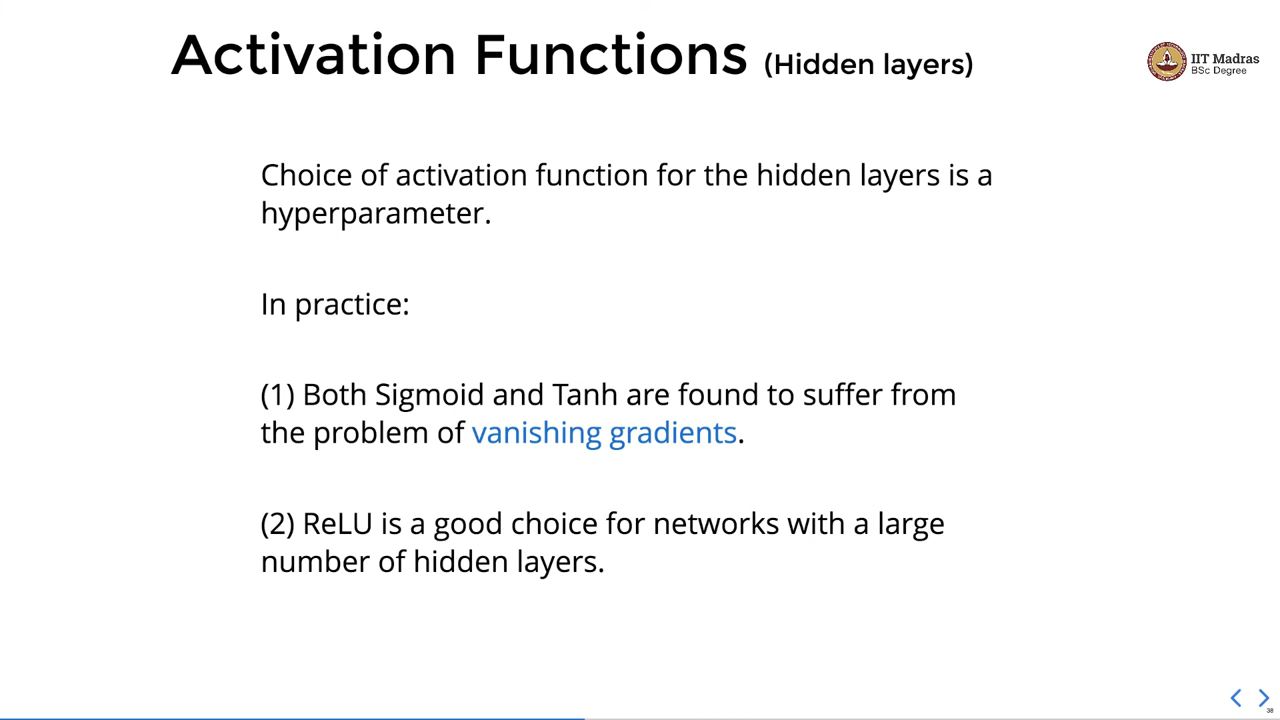 Activation Functions (Hidden layers)
IIT Madras
BSc Degree
Choice of activation function for the hidden layers is a
hyperparameter.
In practice:
(1) Both Sigmoid and Tanh are found to suffer from
the problem of vanishing gradients.
(2) ReLU is a good choice for networks with a large
number of hidden layers.
38